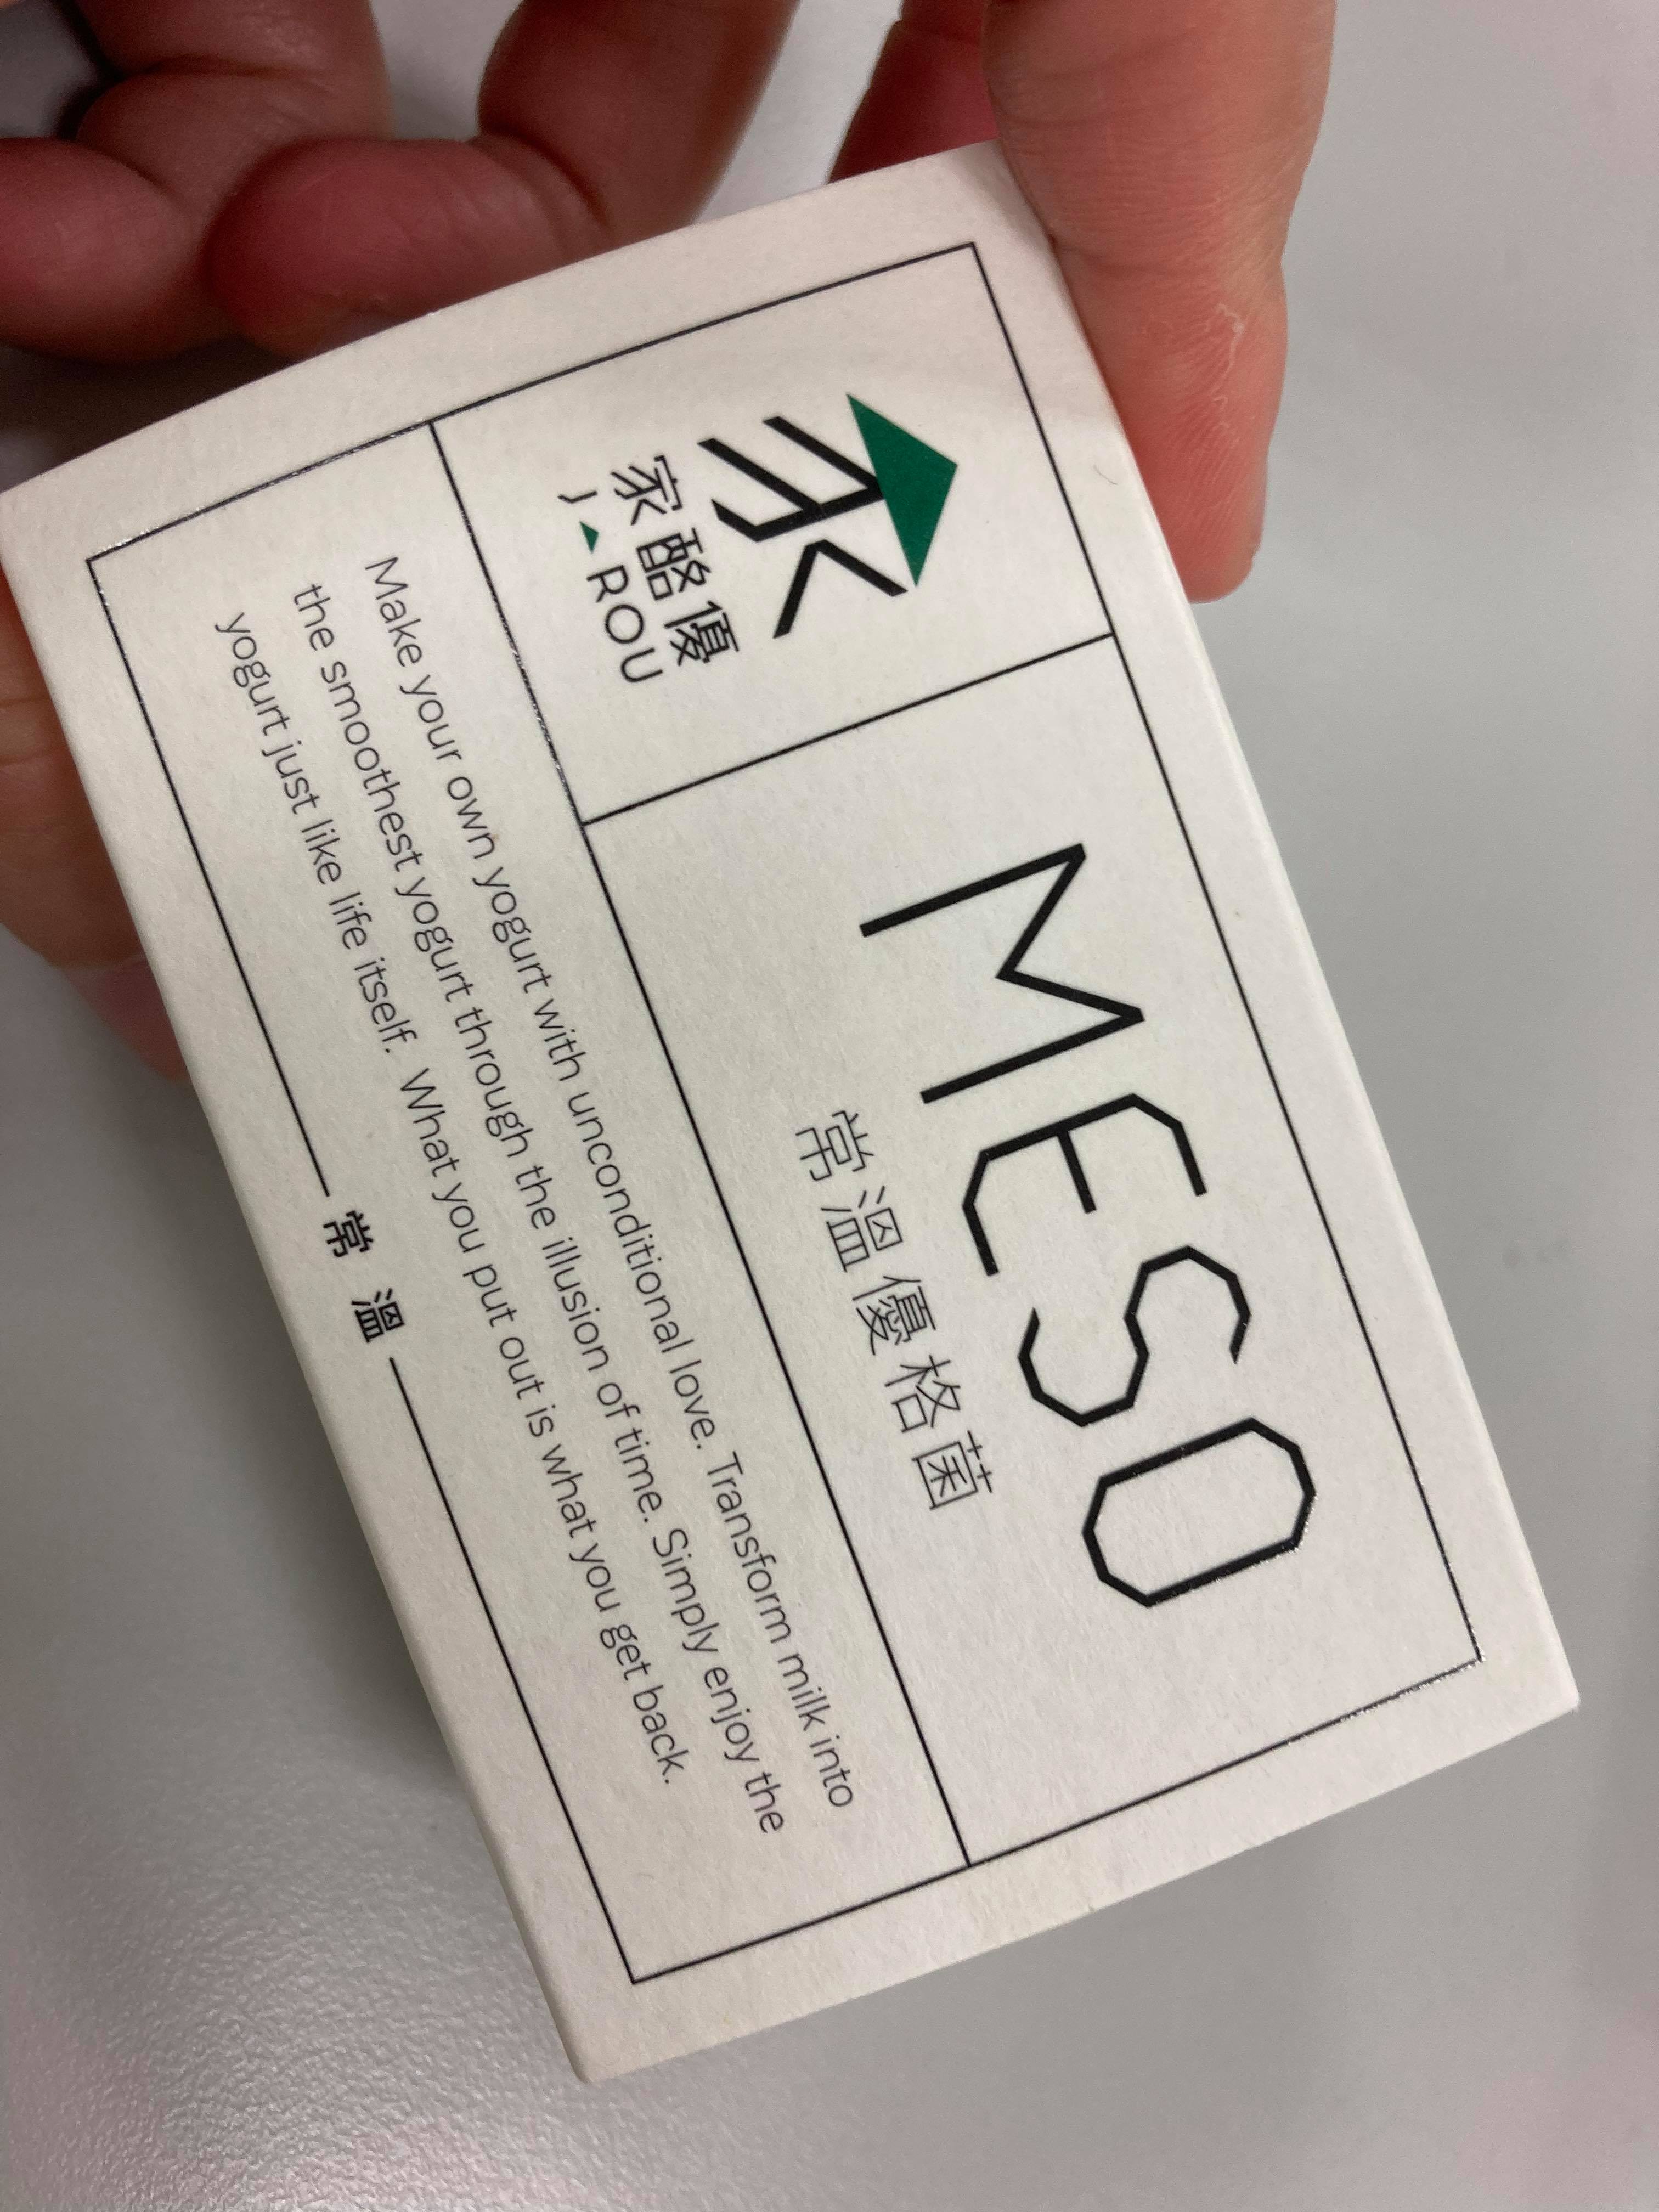 家酪優
J▲ROU
MESO
常溫優格菌
Make your own yogurt with unconditional love. Transform milk into
the smoothest yogurt through the illusion of time. Simply enjoy the
yogurt just like life itself. What you put out is what you get back.
常溫